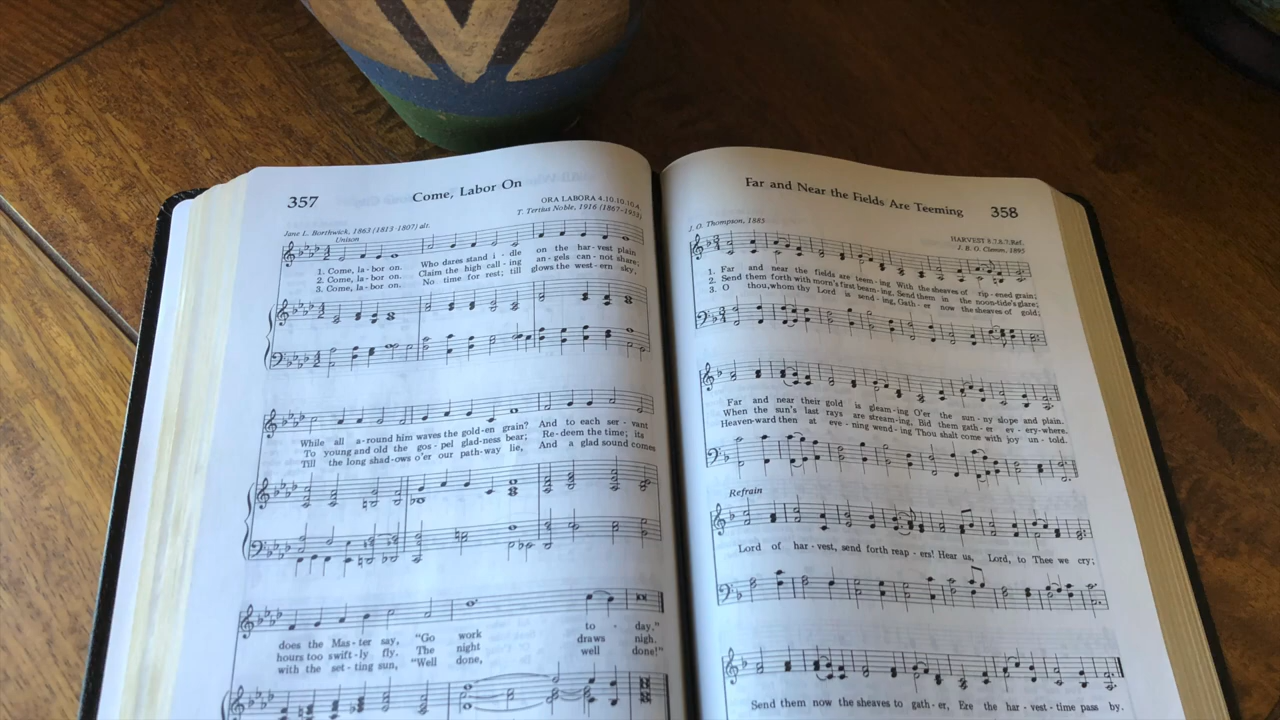 357
Come, Labor On
ORA LABORA 4.10.10.10.4.
Jane L. Borthwick, 1863 (1813-1807) alt.
T. Tertius Noble, 1916 (1867-1953)
Unison
1. Come, la-bor on. Who dares stand i-dle on the har-vest plain
2. Come, la-bor on. Claim the high call-ing an-gels can-not share;
3. Come, la-bor on. No time for rest; till glows the west-ern sky,
While all a-round him waves the gold-en grain? And to each ser-vant
To young and old the gos-pel glad-ness bear; Re-deem the time; its
Till the long shad-ows o'er our path-way lie, And a glad sound comes
does the Mas-ter say, "Go work to-day."
hours too swift-ly fly. The night draws nigh.
with the set-ting sun, "Well done, well done!"
Far and Near the Fields Are Teeming
358
J. O. Thompson, 1885
HARVEST 8.7.8.7.Ref.
J. B. O. Clemm, 1895
1. Far and near the fields are teem-ing With the sheaves of rip-ened grain;
2. Send them forth with morn's first beam-ing, Send them in the noon-tide's glare;
3. O thou, whom thy Lord is send-ing, Gath-er now the sheaves of gold;
Far and near their gold is gleam-ing O'er the sun-ny slope and plain.
When the sun's last rays are stream-ing, Bid them gath-er ev-ery-where.
Heaven-ward then at eve-ning wend-ing Thou shalt come with joy un-told.
Refrain
Lord of har-vest, send forth reap-ers! Hear us, Lord, to Thee we cry;
Send them now the sheaves to gath-er, Ere the har-vest-time pass by.